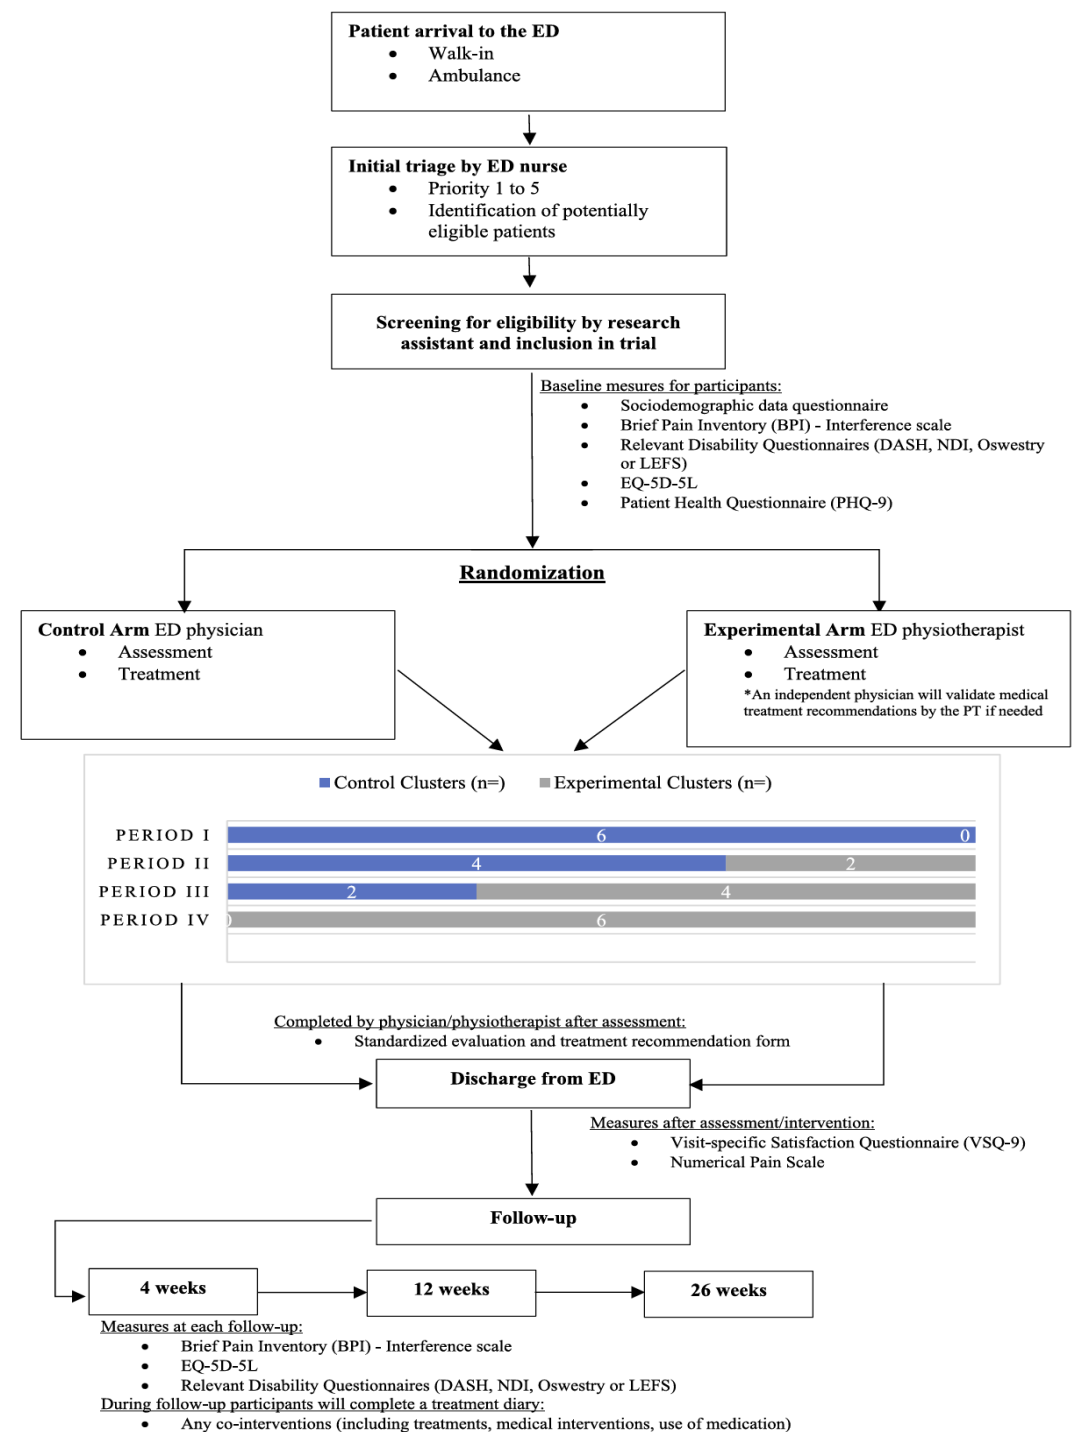 Patient arrival to the ED
• Walk-in
• Ambulance
Initial triage by ED nurse
• Priority 1 to 5
• Identification of potentially
eligible patients
Screening for eligibility by research
assistant and inclusion in trial
Baseline mesures for participants:
• Sociodemographic data questionnaire
• Brief Pain Inventory (BPI) - Interference scale
• Relevant Disability Questionnaires (DASH, NDI, Oswestry
or LEFS)
• EQ-5D-5L
• Patient Health Questionnaire (PHQ-9)
Randomization
Control Arm ED physician
• Assessment
• Treatment
Experimental Arm ED physiotherapist
• Assessment
• Treatment
*An independent physician will validate medical
treatment recommendations by the PT if needed
Control Clusters (n=) Experimental Clusters (n=)
PERIOD I 6 0
PERIOD II 4 2
PERIOD III 2 4
PERIOD IV 0 6
Completed by physician/physiotherapist after assessment:
• Standardized evaluation and treatment recommendation form
Discharge from ED
Measures after assessment/intervention:
• Visit-specific Satisfaction Questionnaire (VSQ-9)
• Numerical Pain Scale
Follow-up
4 weeks 12 weeks 26 weeks
Measures at each follow-up:
• Brief Pain Inventory (BPI) - Interference scale
• EQ-5D-5L
• Relevant Disability Questionnaires (DASH, NDI, Oswestry or LEFS)
During follow-up participants will complete a treatment diary:
• Any co-interventions (including treatments, medical interventions, use of medication)